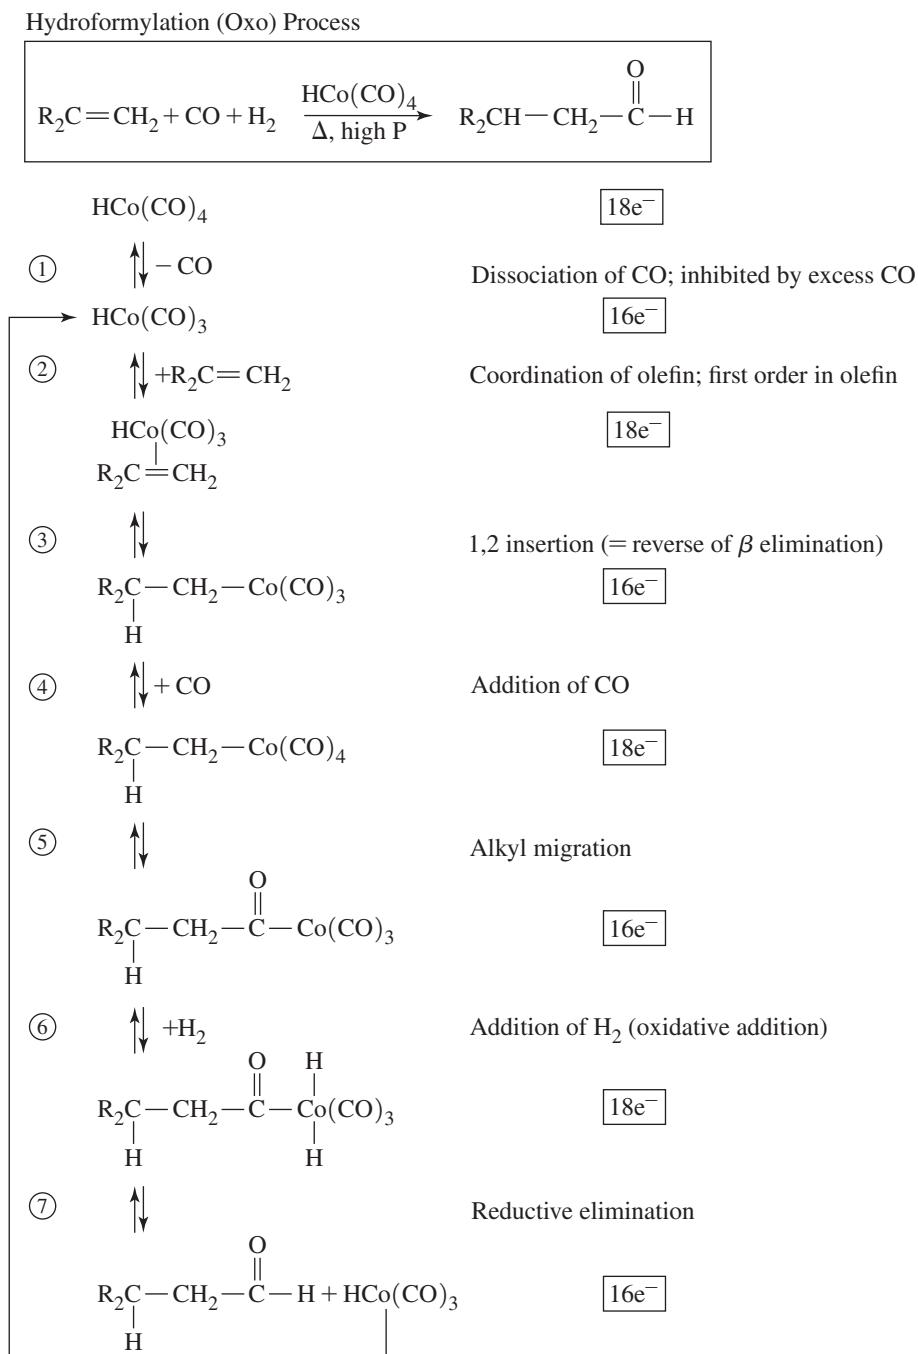 Hydroformylation (Oxo) Process
O
R₂C=CH₂ + CO + H₂ HCo(CO)₄ R₂CH—CH₂—C—H
Δ, high P
HCo(CO)₄ 18e⁻
① − CO Dissociation of CO; inhibited by excess CO
HCo(CO)₃ 16e⁻
② +R₂C=CH₂ Coordination of olefin; first order in olefin
HCo(CO)₃ 18e⁻
R₂C=CH₂
③ 1,2 insertion (= reverse of β elimination)
R₂C—CH₂—Co(CO)₃ 16e⁻
H
④ + CO Addition of CO
R₂C—CH₂—Co(CO)₄ 18e⁻
H
⑤ Alkyl migration
O
R₂C—CH₂—C—Co(CO)₃ 16e⁻
H
⑥ +H₂ Addition of H₂ (oxidative addition)
O H
R₂C—CH₂—C—Co(CO)₃ 18e⁻
H H
⑦ Reductive elimination
O
R₂C—CH₂—C—H + HCo(CO)₃ 16e⁻
H